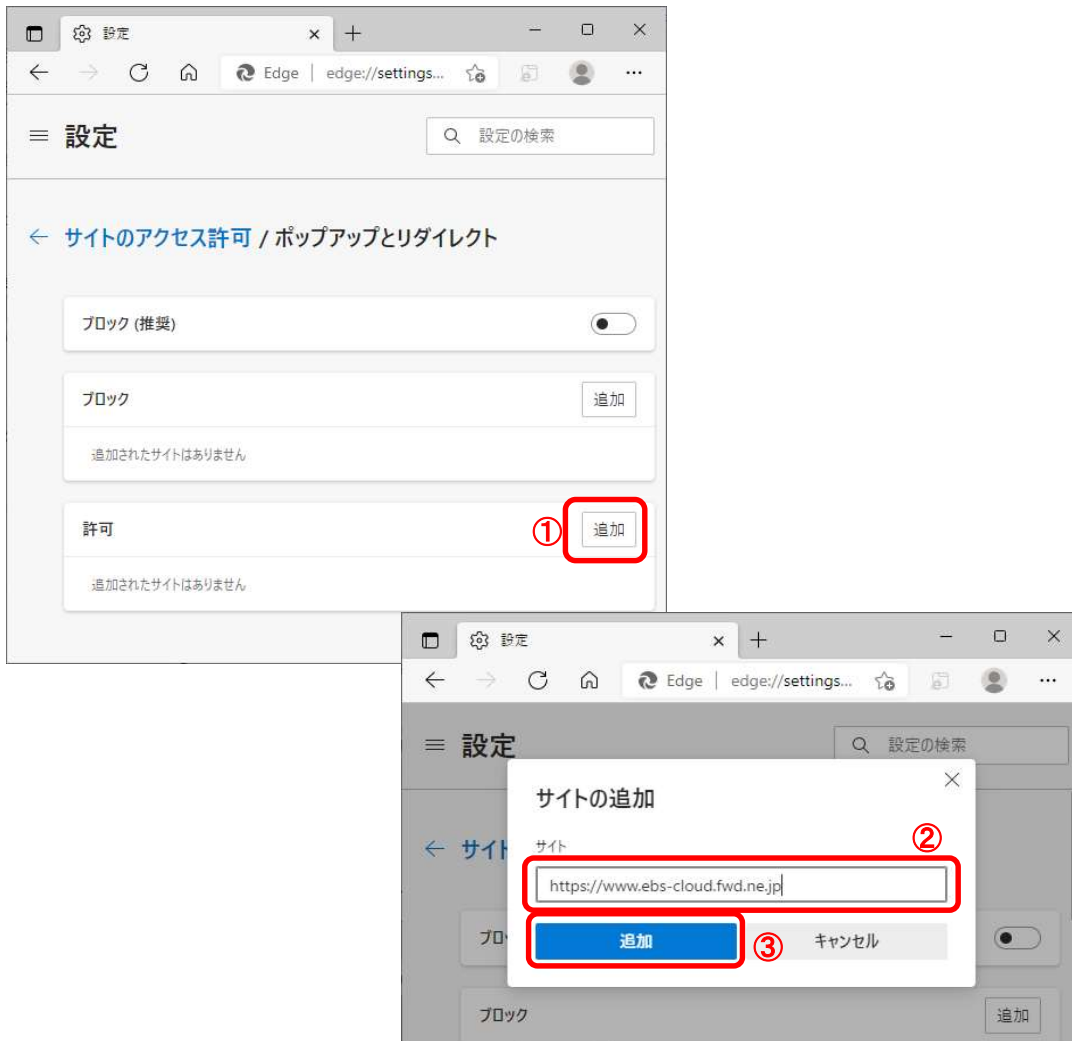 設定
Edge | edge://settings...
設定
設定の検索
サイトのアクセス許可 / ポップアップとリダイレクト
ブロック (推奨)
ブロック
追加
追加されたサイトはありません
許可
①
追加
追加されたサイトはありません
設定
Edge | edge://settings...
設定
設定の検索
サイト
サイトの追加
サイト
②
https://www.ebs-cloud.fwd.ne.jp
ブロ
追加
③
キャンセル
ブロック
追加